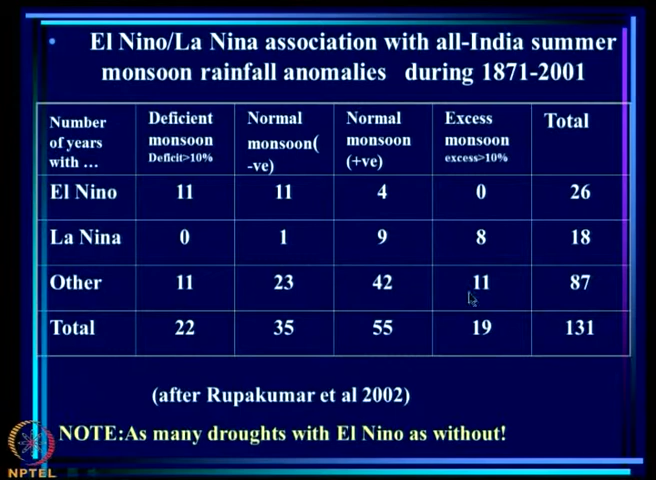 • El Nino/La Nina association with all-India summer
monsoon rainfall anomalies during 1871-2001
Number of years with … Deficient monsoon Deficit>10% Normal monsoon( -ve) Normal monsoon (+ve) Excess monsoon excess>10% Total
El Nino 11 11 4 0 26
La Nina 0 1 9 8 18
Other 11 23 42 11 87
Total 22 35 55 19 131
(after Rupakumar et al 2002)
NOTE:As many droughts with El Nino as without!
NPTEL